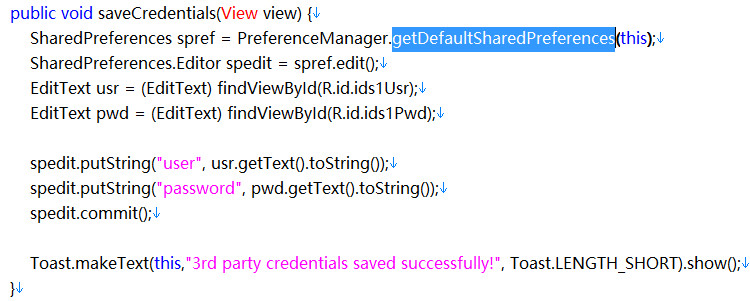 public void saveCredentials(View view) {↓
SharedPreferences spref = PreferenceManager.getDefaultSharedPreferences(this);↓
SharedPreferences.Editor spedit = spref.edit();↓
EditText usr = (EditText) findViewById(R.id.ids1Usr);↓
EditText pwd = (EditText) findViewById(R.id.ids1Pwd);↓
↓
spedit.putString("user", usr.getText().toString());↓
spedit.putString("password", pwd.getText().toString());↓
spedit.commit();↓
↓
Toast.makeText(this,"3rd party credentials saved successfully!", Toast.LENGTH_SHORT).show();↓
}↓